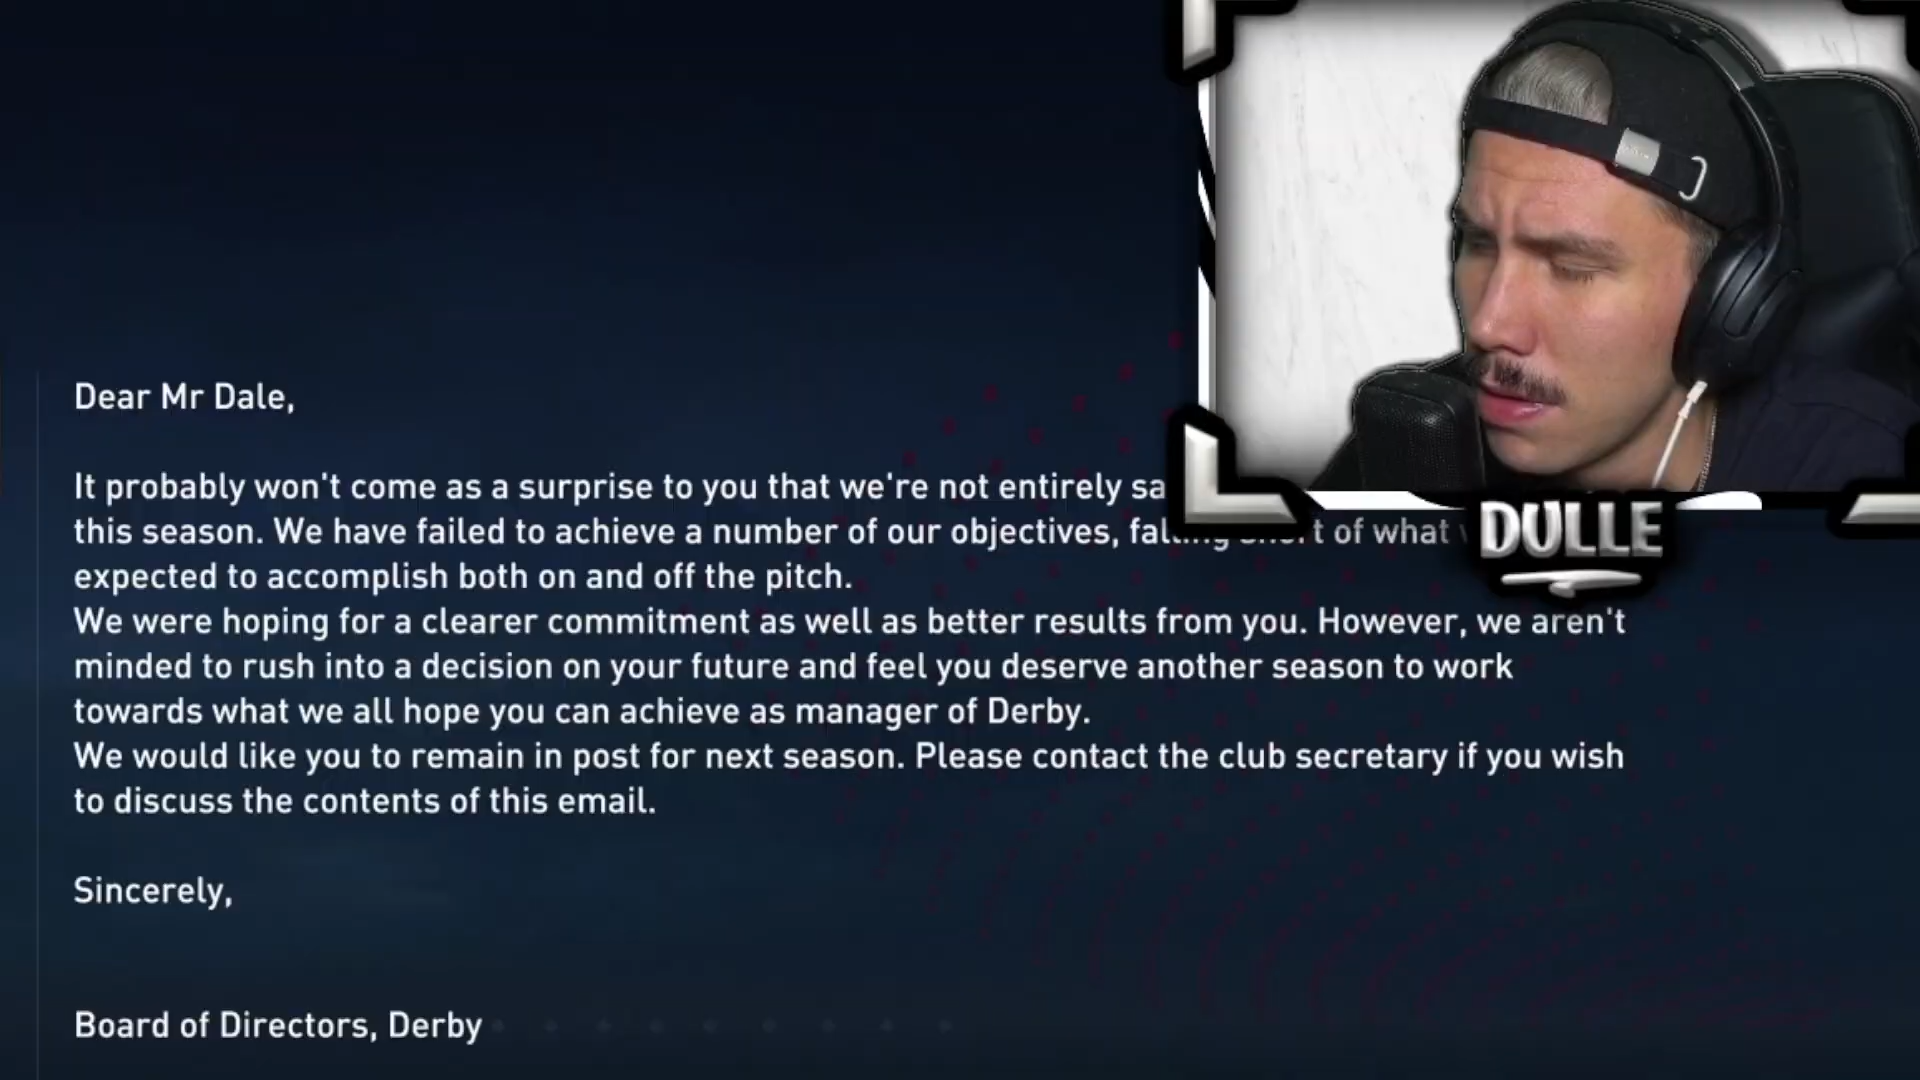 Dear Mr Dale,
It probably won't come as a surprise to you that we're not entirely
this season. We have failed to achieve a number of our objectives, of what
expected to accomplish both on and off the pitch.
We were hoping for a clearer commitment as well as better results from you. However, we aren't
minded to rush into a decision on your future and feel you deserve another season to work
towards what we all hope you can achieve as manager of Derby.
We would like you to remain in post for next season. Please contact the club secretary if you wish
to discuss the contents of this email.
Sincerely,
Board of Directors, Derby
DULLE